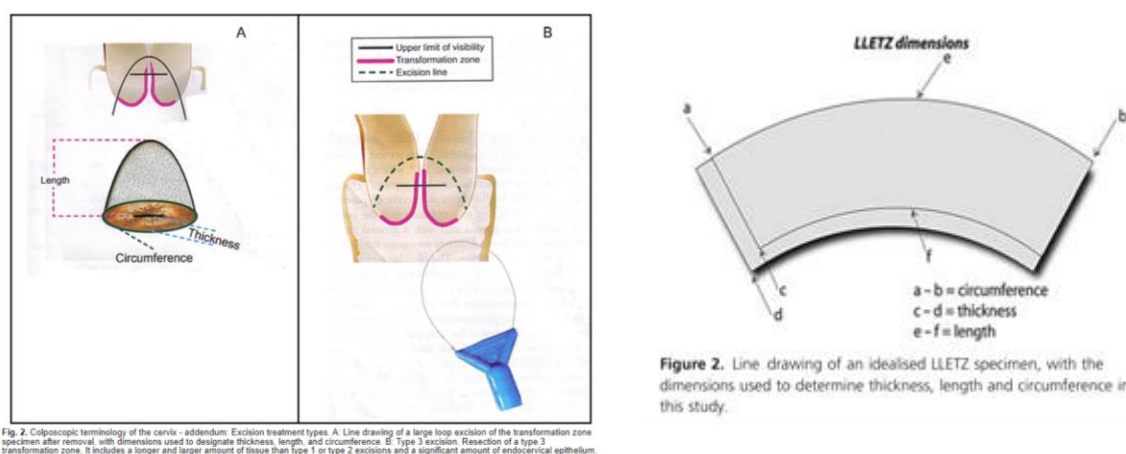 A
Length
Thickness
Circumference
B
Upper limit of visibility
Transformation zone
Excision line
Fig. 2. Colposcopic terminology of the cervix - addendum: Excision treatment types. A: Line drawing of a large loop excision of the transformation zone
specimen after removal, with dimensions used to designate thickness, length, and circumference. B: Type 3 excision. Resection of a type 3
transformation zone. It includes a longer and larger amount of tissue than type 1 or type 2 excisions and a significant amount of endocervical epithelium.
LLETZ dimensions
e
a
b
f
c
d
a - b = circumference
c - d = thickness
e - f = length
Figure 2. Line drawing of an idealised LLETZ specimen, with the
dimensions used to determine thickness, length and circumference in
this study.